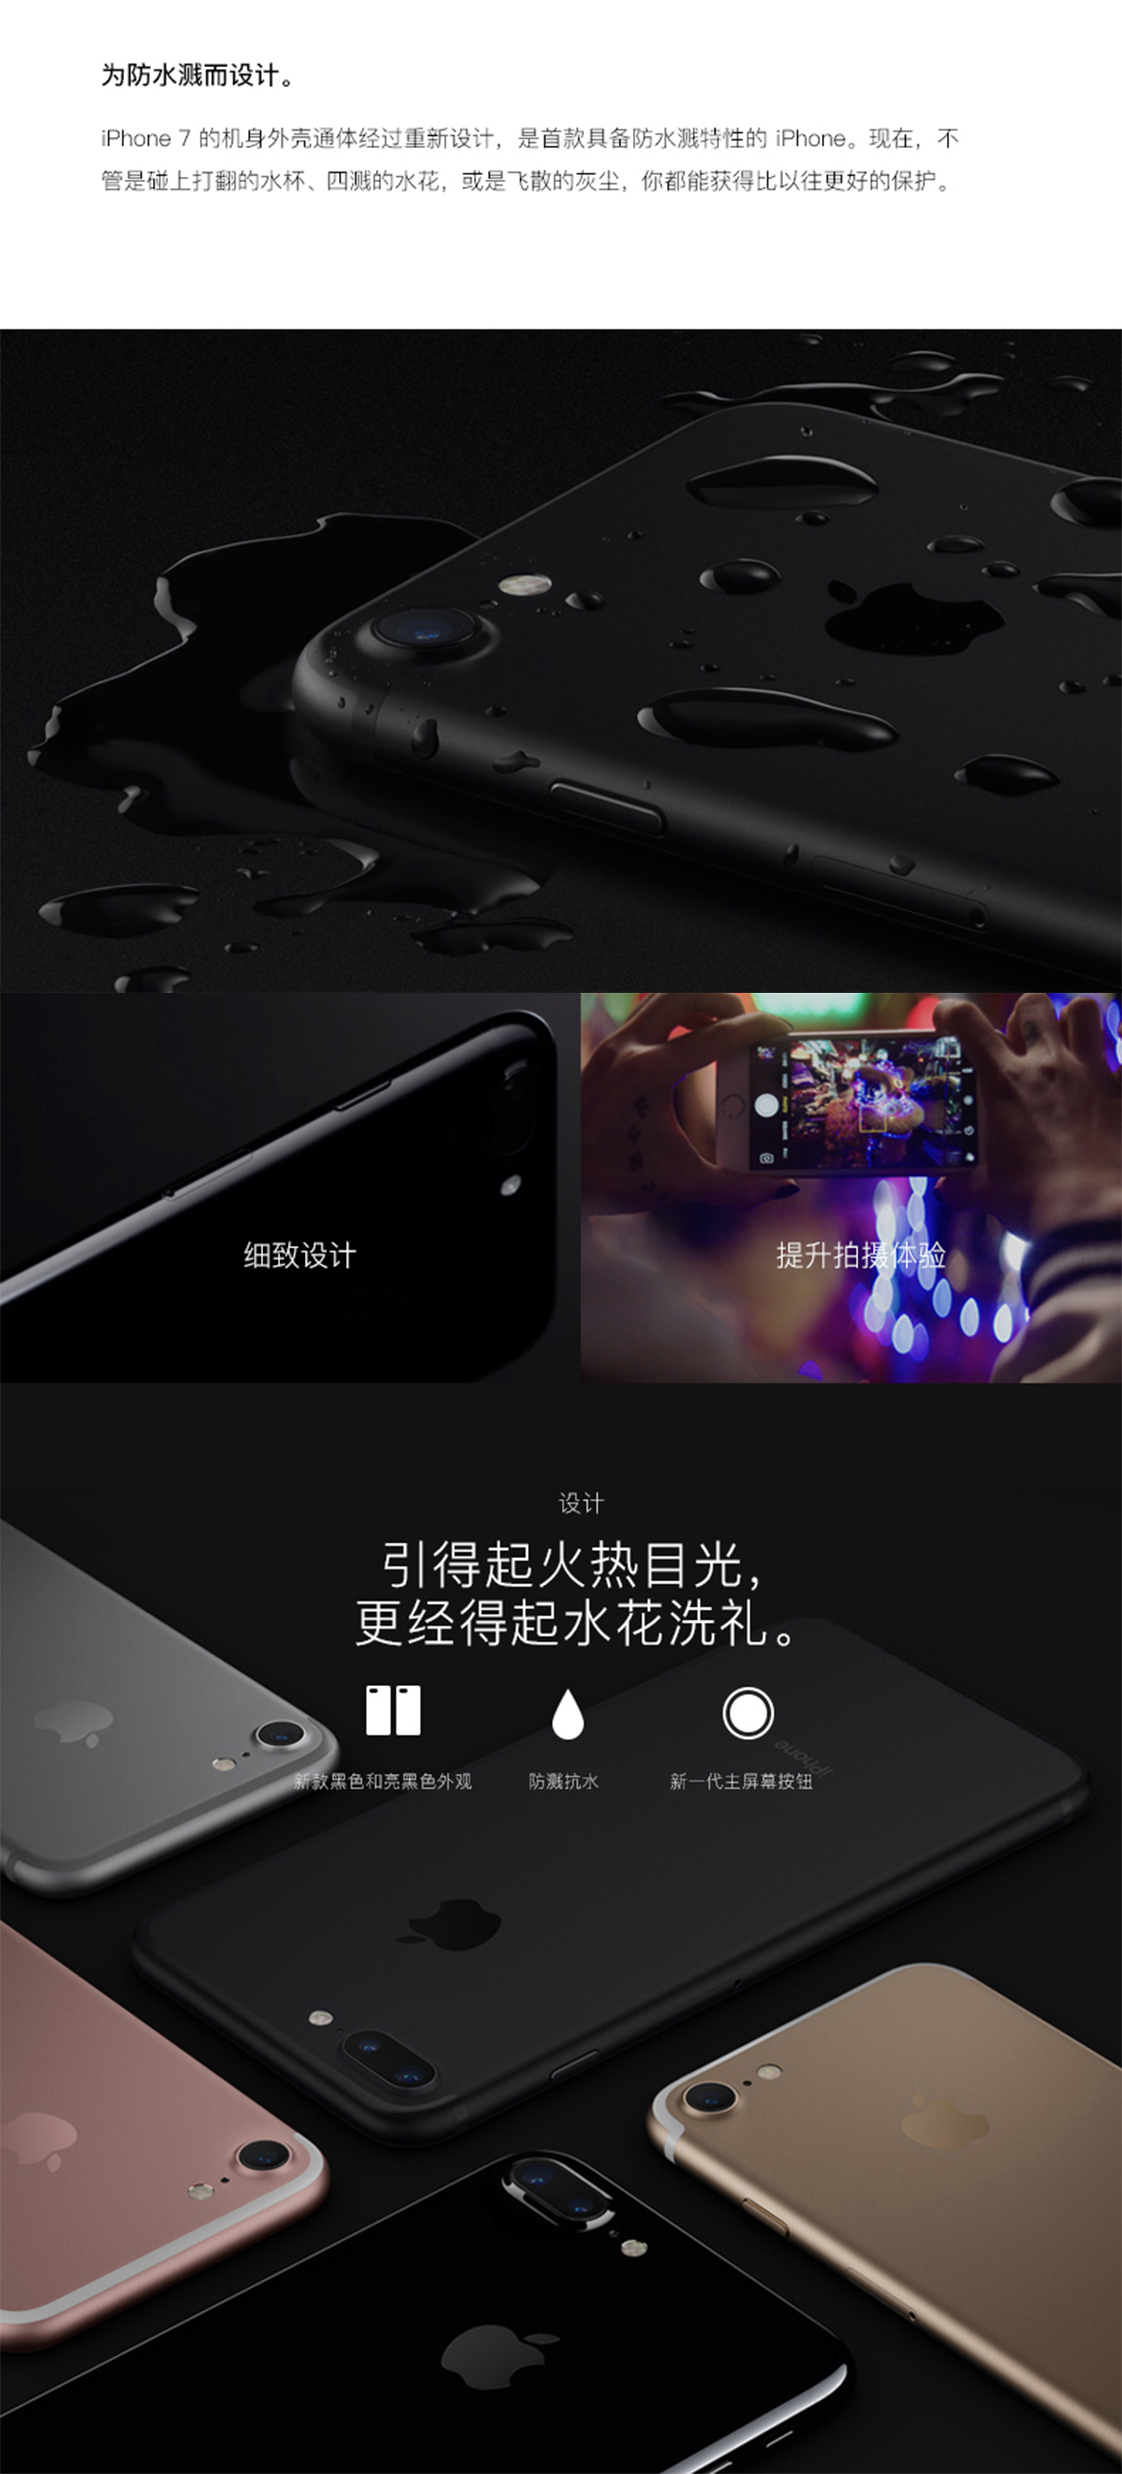 为防水溅而设计。
iPhone 7 的机身外壳通体经过重新设计，是首款具备防水溅特性的 iPhone。现在，不
管是碰上打翻的水杯、四溅的水花，或是飞散的灰尘，你都能获得比以往更好的保护。
细致设计
提升拍摄体验
设计
引得起火热目光，
更经得起水花洗礼。
新款黑色和亮黑色外观
防溅抗水
新一代主屏幕按钮
iPhone